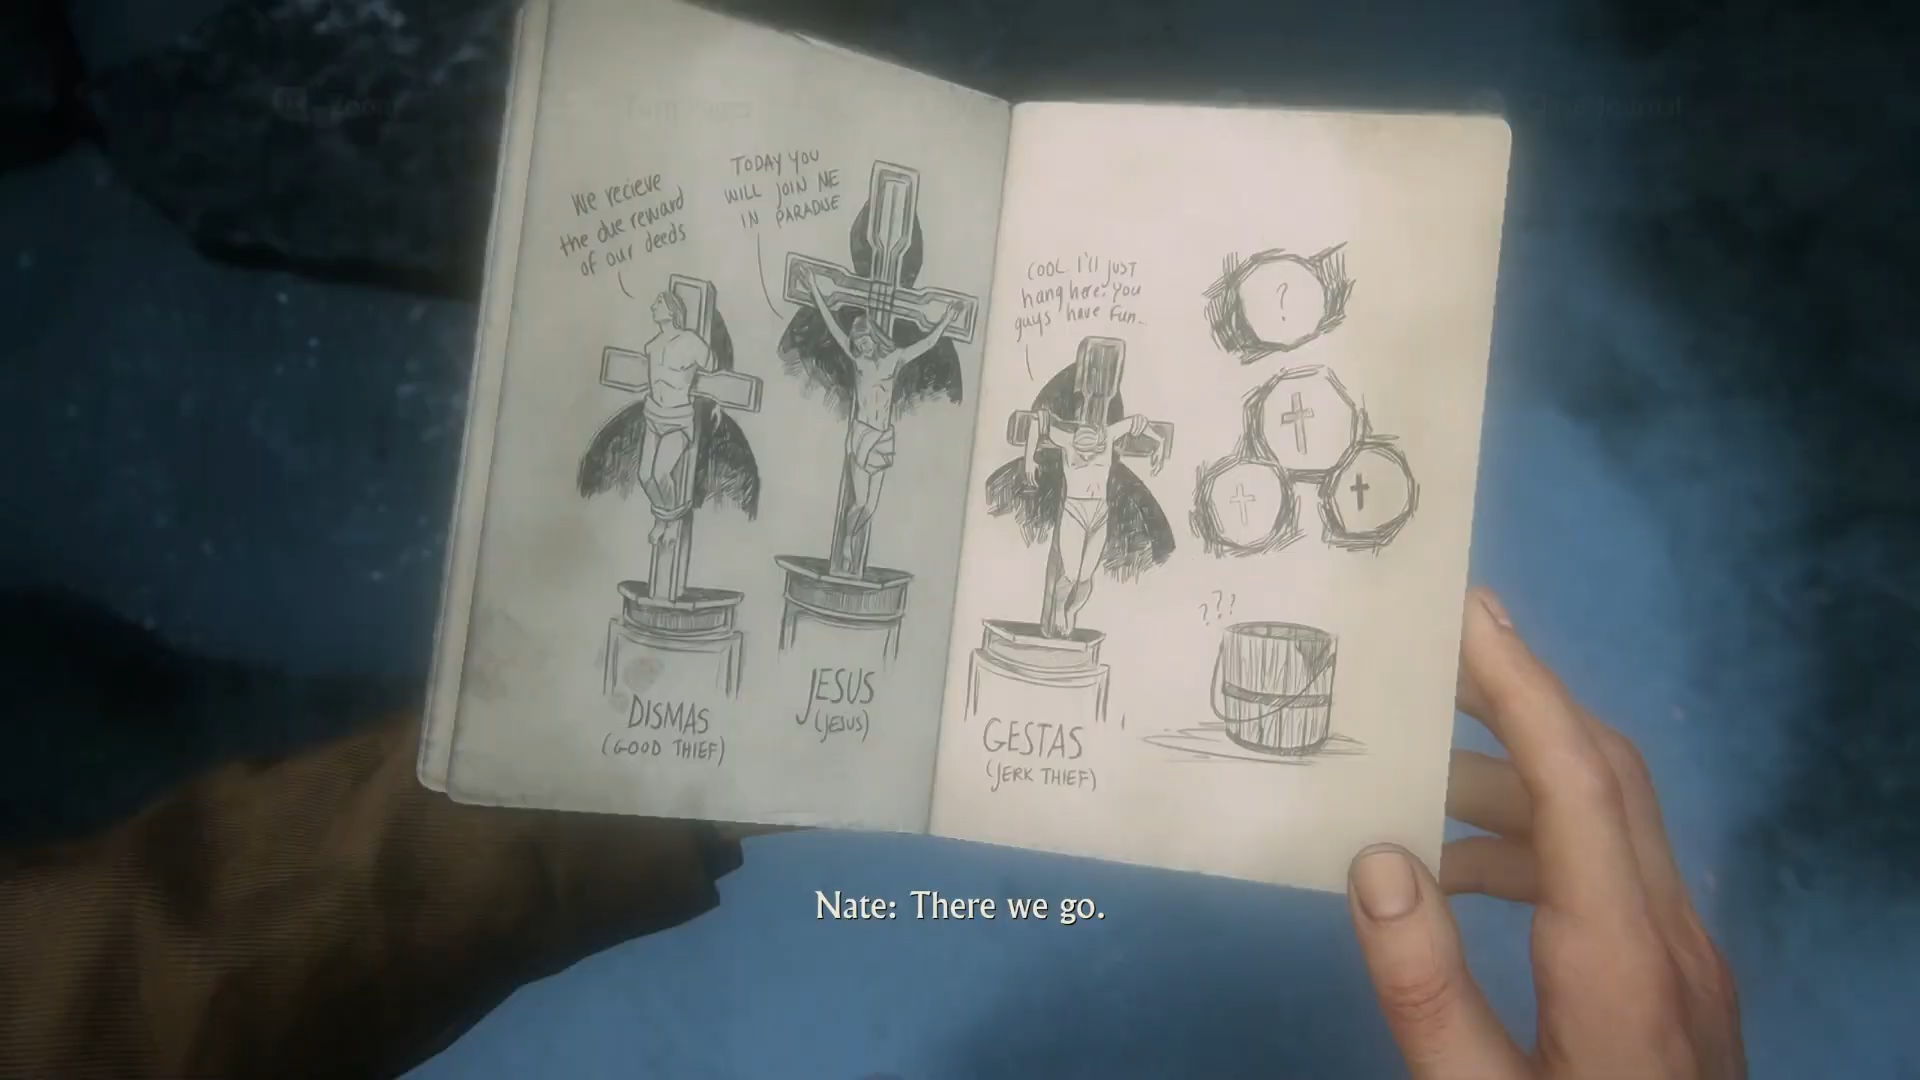 We recieve
the due reward
of our deeds
TODAY YOU
WILL JOIN ME
IN PARADISE
COOL. I'll JUST
hang here. You
guys have fun..
?
DISMAS
(GOOD THIEF)
JESUS
(JESUS)
GESTAS
(JERK THIEF)
???
Nate: There we go.